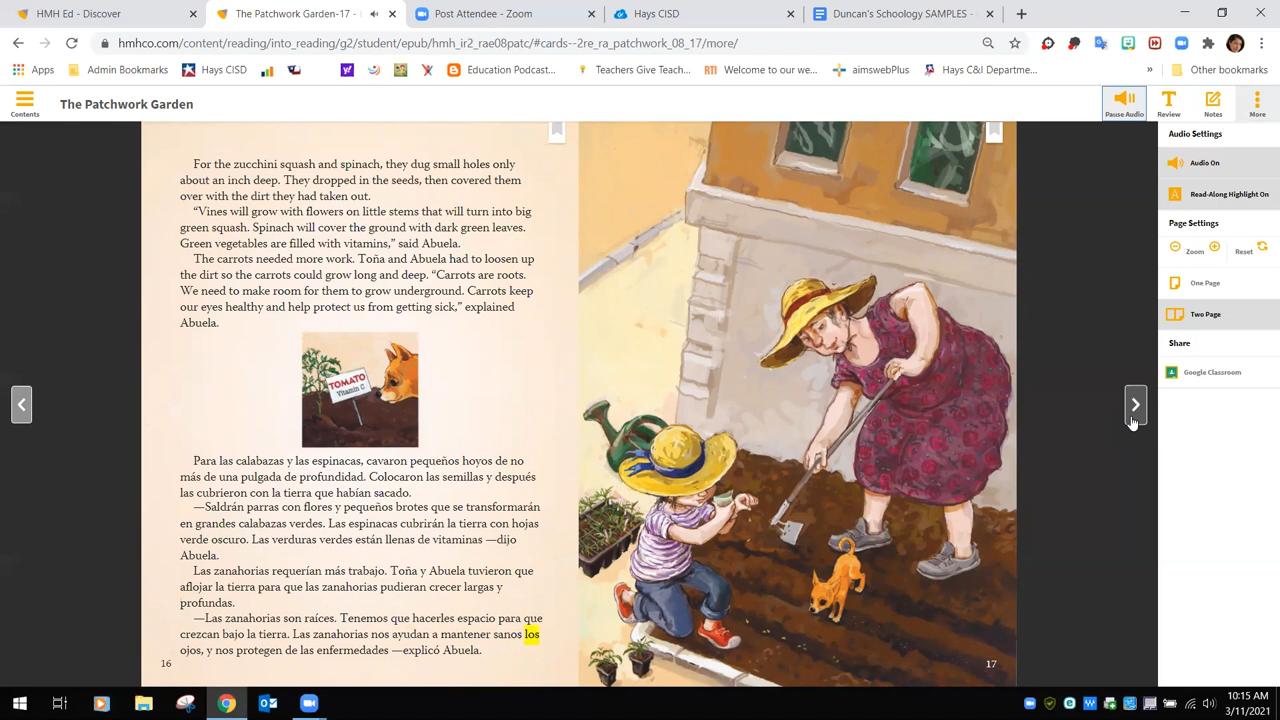 HMH Ed - Discover
The Patchwork Garden-17 -
Post Attendee - Zoom
Hays CISD
Duncan's Schoology SAMPLES -
hmhco.com/content/reading/into_reading/g2/student/epub/hmh_ir2_rae08patc/#cards--2re_ra_patchwork_08_17/more/
Apps
Admin Bookmarks
Hays CISD
Education Podcast...
Teachers Give Teach...
RTI Welcome to our we...
aimswebPlus
Hays C&I Departme...
»
Other bookmarks
Contents
The Patchwork Garden
Pause Audio
Review
Notes
More
For the zucchini squash and spinach, they dug small holes only
about an inch deep. They dropped in the seeds, then covered them
over with the dirt they had taken out.
“Vines will grow with flowers on little stems that will turn into big
green squash. Spinach will cover the ground with dark green leaves.
Green vegetables are filled with vitamins,” said Abuela.
The carrots needed more work. Toña and Abuela had to loosen up
the dirt so the carrots could grow long and deep. “Carrots are roots.
We need to make room for them to grow underground. Carrots keep
our eyes healthy and help protect us from getting sick,” explained
Abuela.
TOMATO
Vitamin C
Para las calabazas y las espinacas, cavaron pequeños hoyos de no
más de una pulgada de profundidad. Colocaron las semillas y después
las cubrieron con la tierra que habían sacado.
—Saldrán parras con flores y pequeños brotes que se transformarán
en grandes calabazas verdes. Las espinacas cubrirán la tierra con hojas
verde oscuro. Las verduras verdes están llenas de vitaminas —dijo
Abuela.
Las zanahorias requerían más trabajo. Toña y Abuela tuvieron que
aflojar la tierra para que las zanahorias pudieran crecer largas y
profundas.
—Las zanahorias son raíces. Tenemos que hacerles espacio para que
crezcan bajo la tierra. Las zanahorias nos ayudan a mantener sanos los
ojos, y nos protegen de las enfermedades —explicó Abuela.
16
17
Audio Settings
Audio On
Read-Along Highlight On
Page Settings
Zoom
Reset
One Page
Two Page
Share
Google Classroom
10:15 AM
3/11/2021